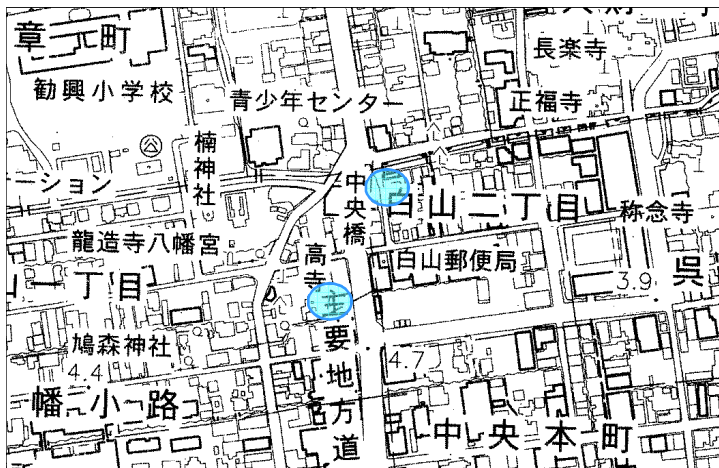 章元町
長楽寺
勧興小学校
青少年センター
正福寺
楠神社
ーション
中央橋
白山二丁目
称念寺
龍造寺八幡宮
高寺
白山郵便局
3.9
呉
山一丁目
主要地方道
鳩森神社
4.4
4.7
幡小路
中央本町